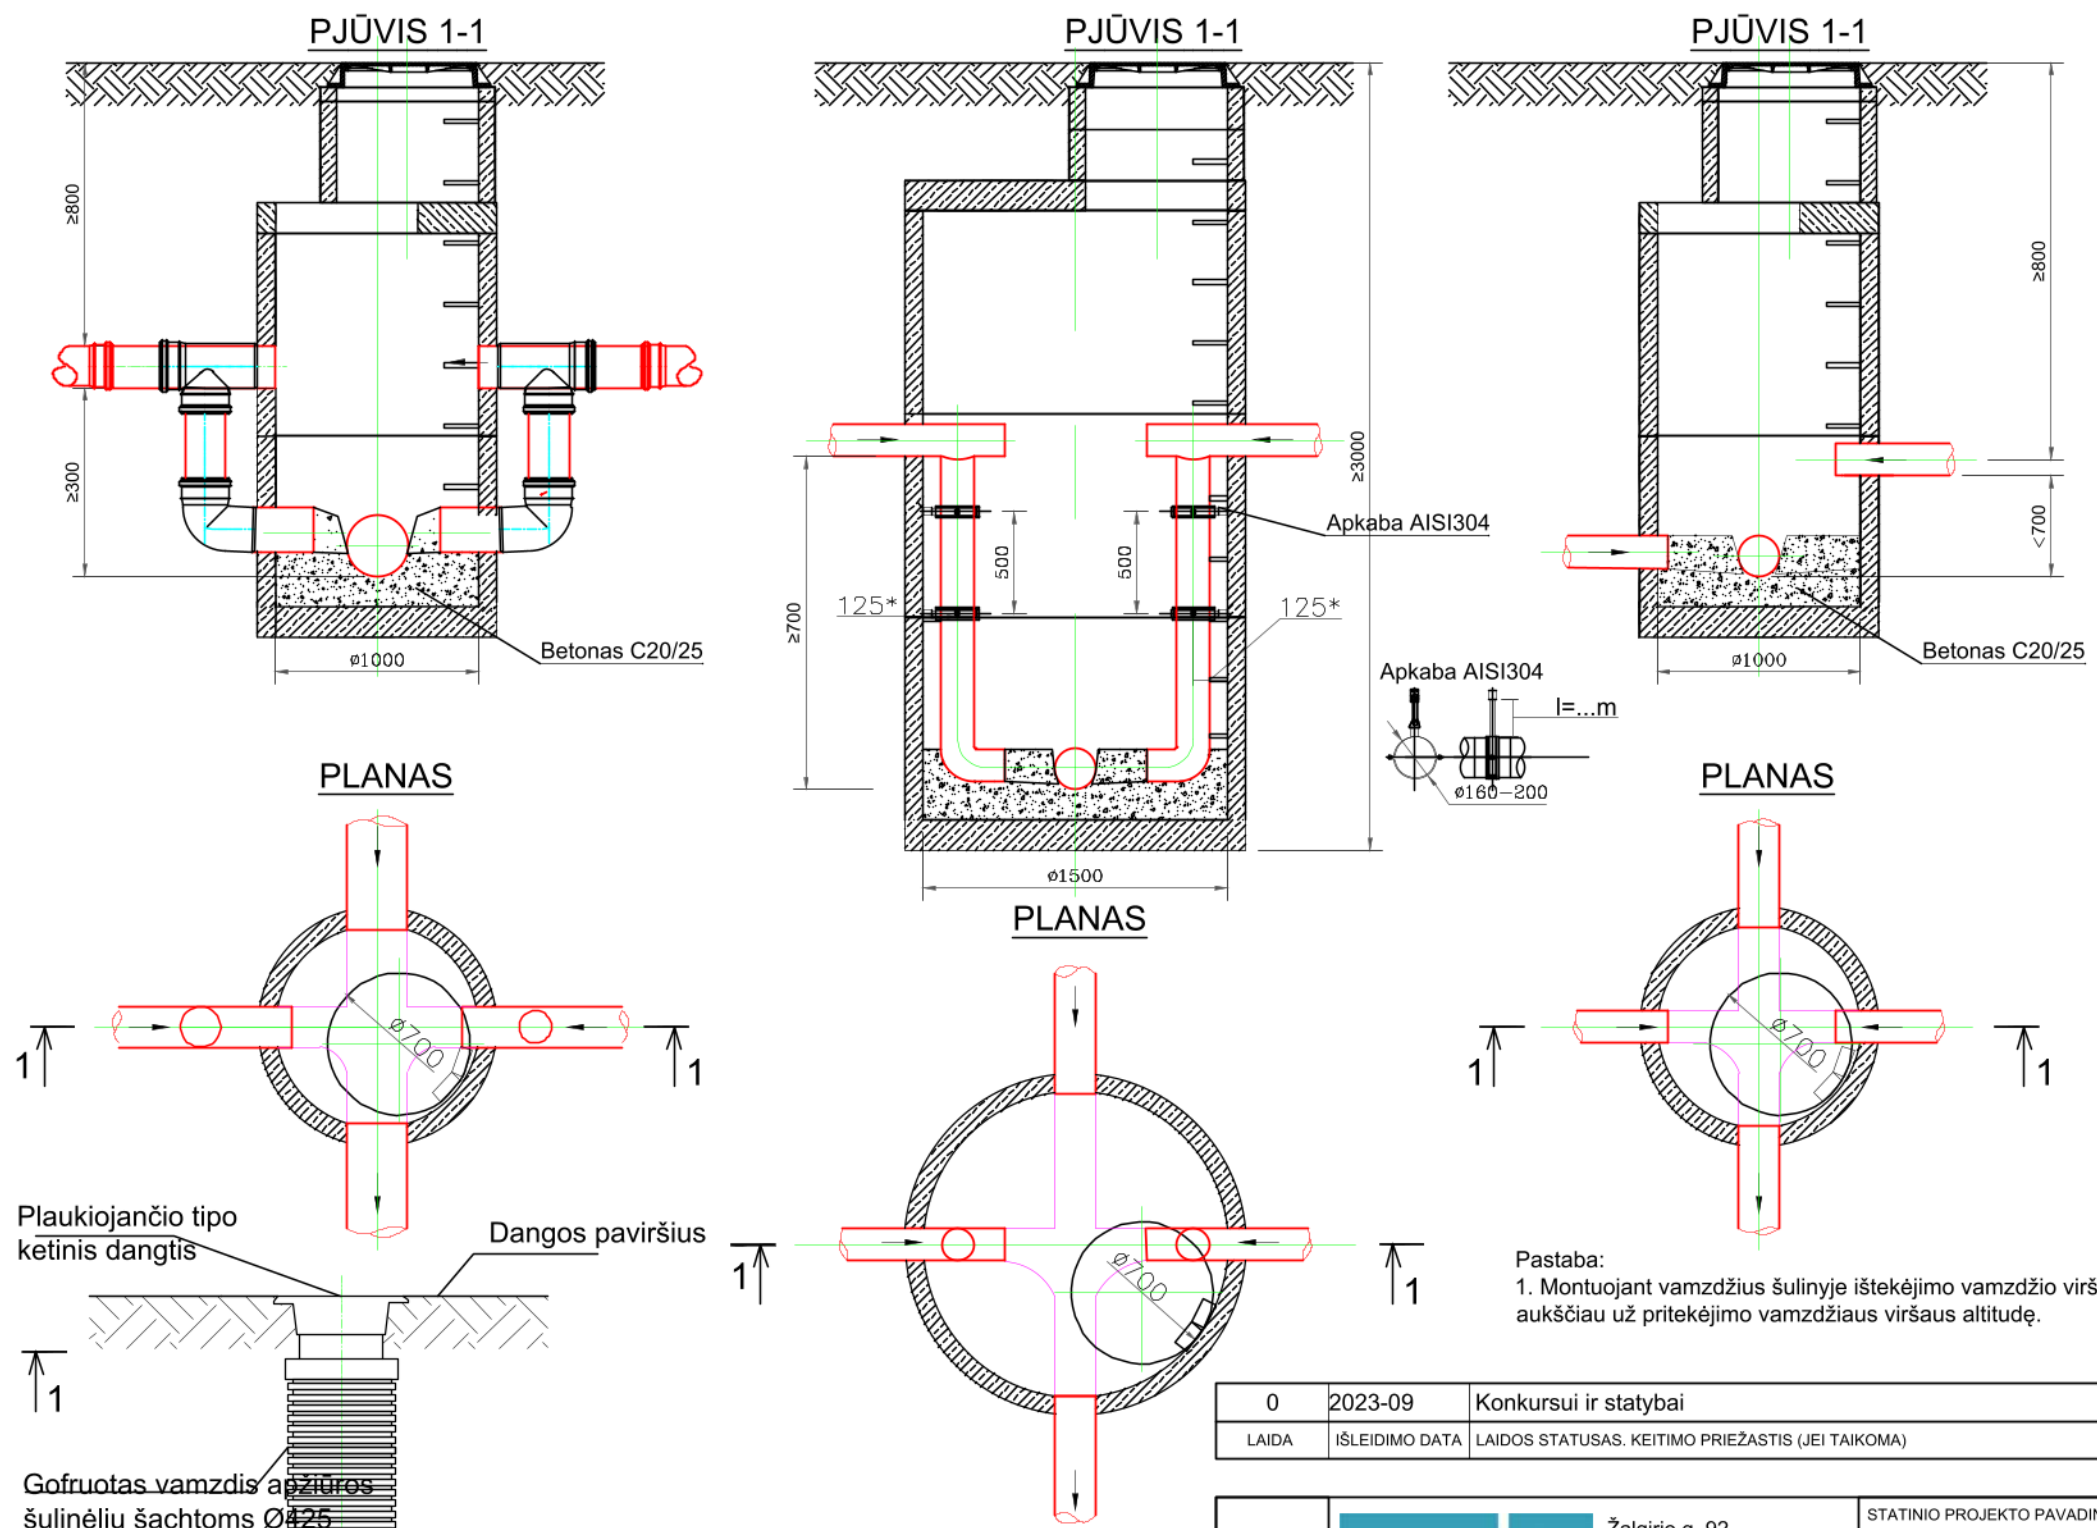 PJŪVIS 1-1
PJŪVIS 1-1
PJŪVIS 1-1
≥800
≥300
Betonas C20/25
ø1000
≥3000
≥700
500
500
125*
125*
Apkaba AISI304
ø1500
Apkaba AISI304
l=...m
ø160-200
≥800
<700
Betonas C20/25
ø1000
PLANAS
PLANAS
PLANAS
ø700
1
1
ø700
1
1
ø700
1
1
Plaukiojančio tipo
ketinis dangtis
Dangos paviršius
1
Gofruotas vamzdis apžiūros
šulinėlių šachtoms Ø425
Pastaba:
1. Montuojant vamzdžius šulinyje ištekėjimo vamzdžio virš
aukščiau už pritekėjimo vamzdžiaus viršaus altitudę.
0 2023-09 Konkursui ir statybai
LAIDA IŠLEIDIMO DATA LAIDOS STATUSAS. KEITIMO PRIEŽASTIS (JEI TAIKOMA)
Žalgirio g. 92
STATINIO PROJEKTO PAVADIN